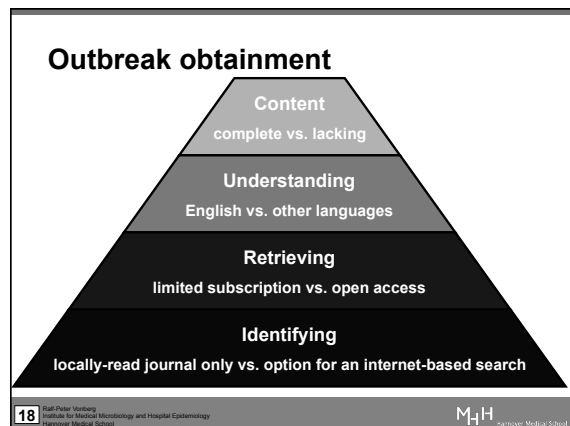 Outbreak obtainment
Content
complete vs. lacking
Understanding
English vs. other languages
Retrieving
limited subscription vs. open access
Identifying
locally-read journal only vs. option for an internet-based search
18
Ralf-Peter Vonberg
Institute for Medical Microbiology and Hospital Epidemiology
Hannover Medical School
MHH
Hannover Medical School